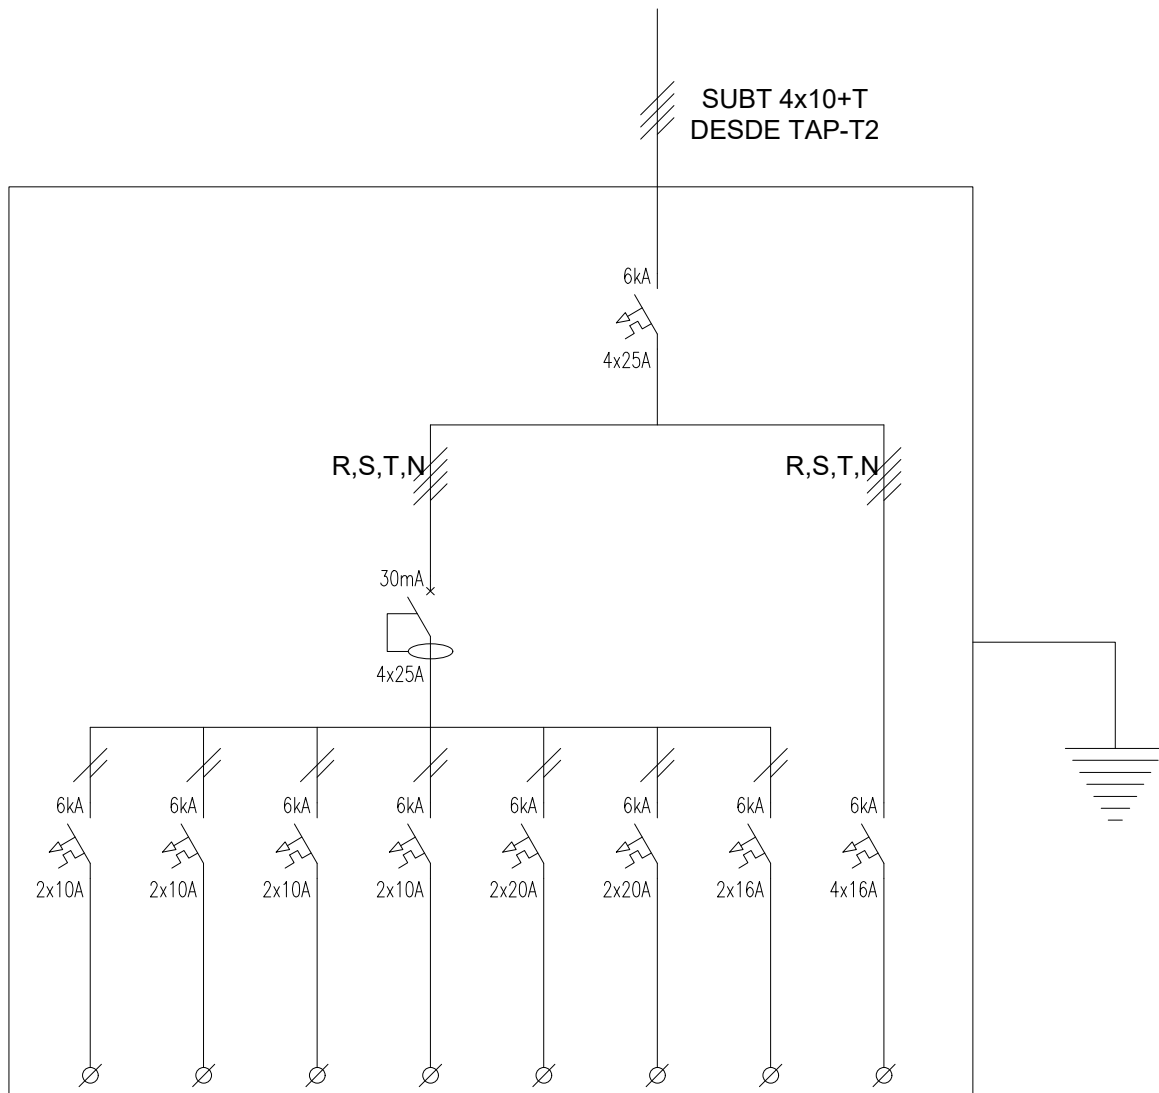 SUBT 4x10+T
DESDE TAP-T2
6kA
4x25A
R,S,T,N
R,S,T,N
30mA
4x25A
6kA
6kA
6kA
6kA
6kA
6kA
6kA
6kA
2x10A
2x10A
2x10A
2x10A
2x20A
2x20A
2x16A
4x16A